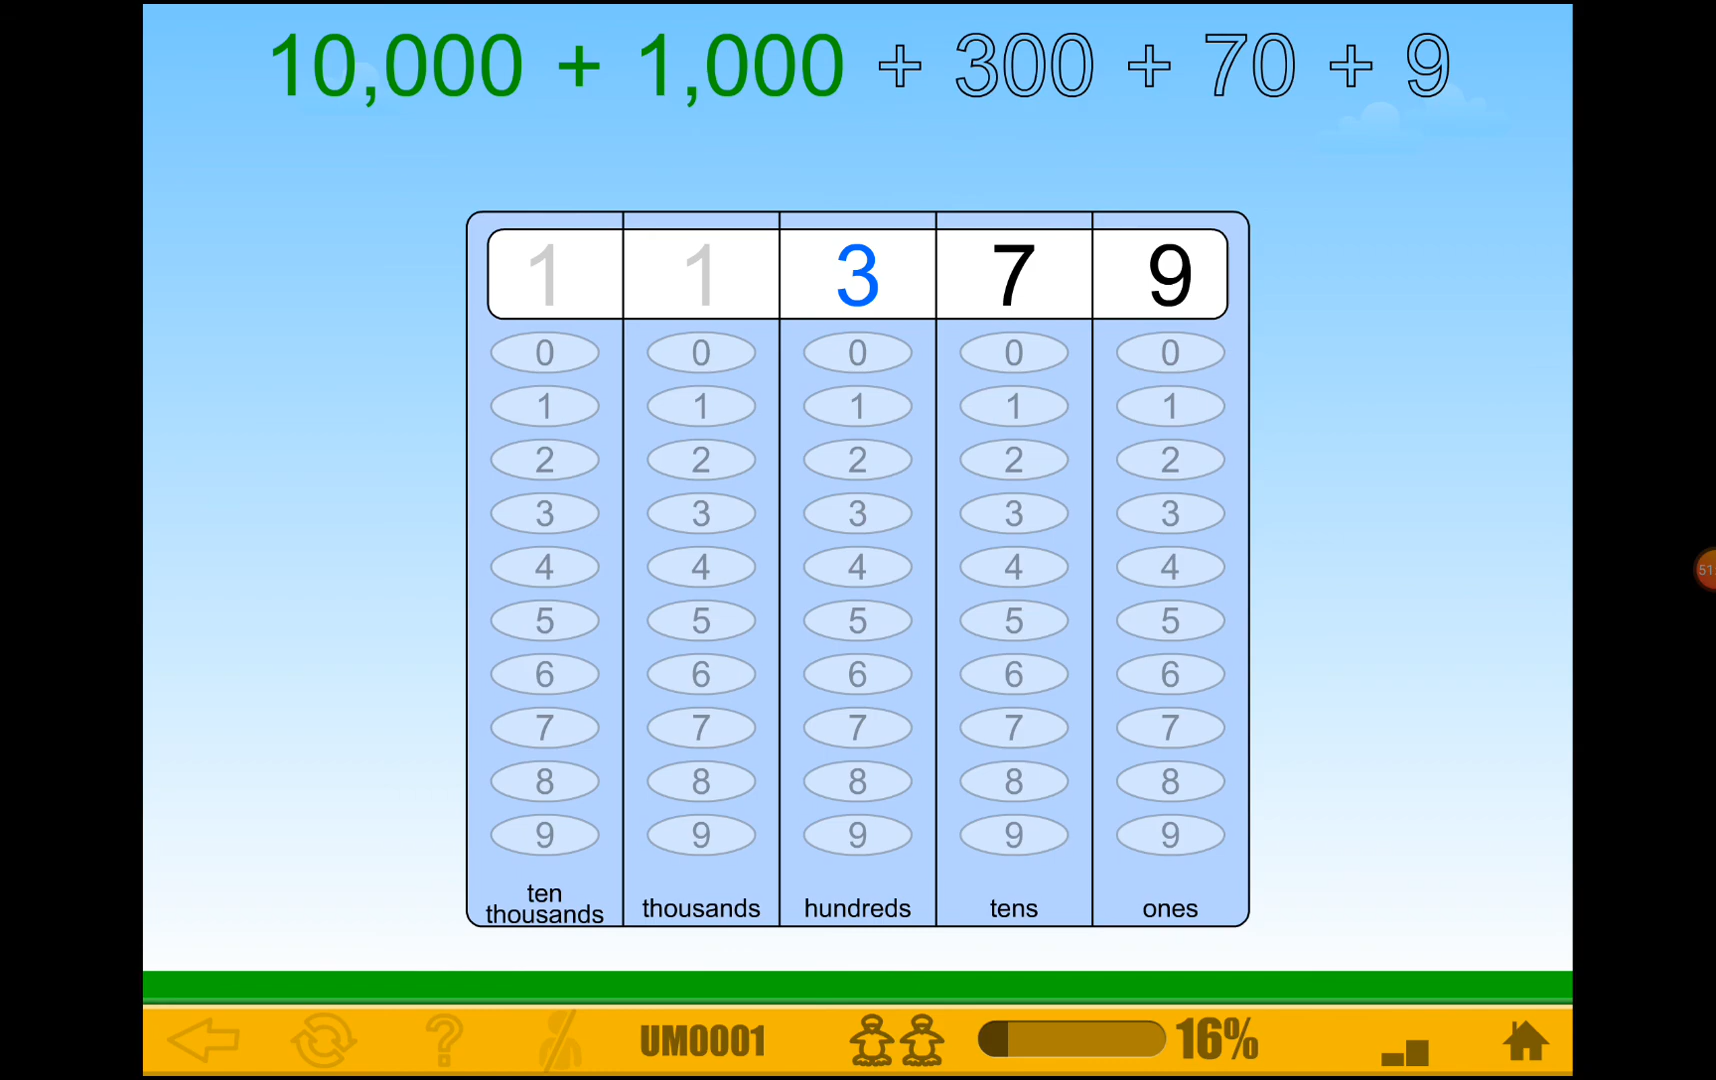 10,000 + 1,000 + 300 + 70 + 9
1 1 3 7 9
0 0 0 0 0
1 1 1 1 1
2 2 2 2 2
3 3 3 3 3
4 4 4 4 4
5 5 5 5 5
6 6 6 6 6
7 7 7 7 7
8 8 8 8 8
9 9 9 9 9
ten
thousands thousands hundreds tens ones
? UM0001 16%